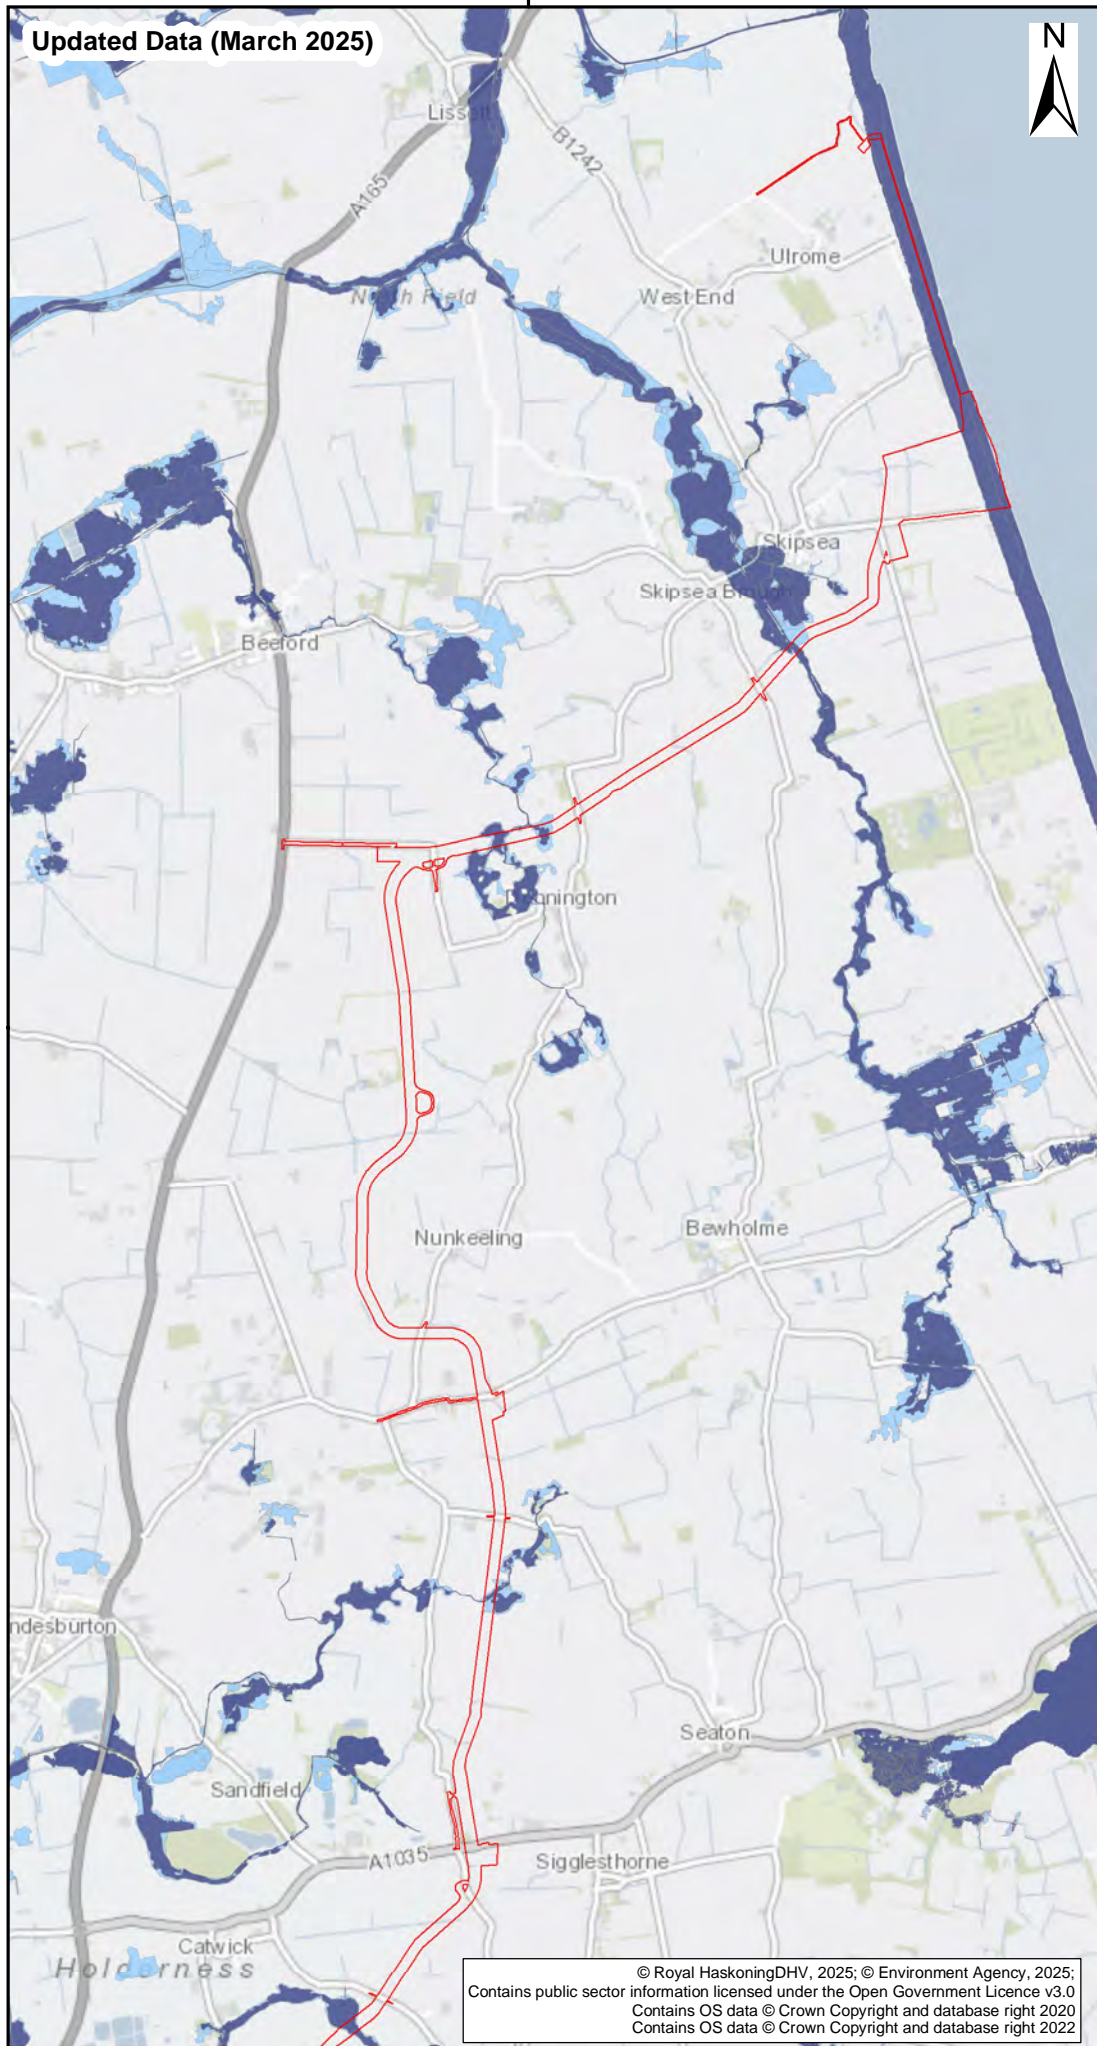 Updated Data (March 2025)
N
Lissett
B1242
A165
Ulrome
North Field
West End
Skipsea
Skipsea Brough
Beeford
Dunnington
Nunkeeling
Bewholme
ndesburton
Seaton
Sandfield
A1035
Sigglesthorne
Catwick
Holderness
© Royal HaskoningDHV, 2025; © Environment Agency, 2025;
Contains public sector information licensed under the Open Government Licence v3.0
Contains OS data © Crown Copyright and database right 2020
Contains OS data © Crown Copyright and database right 2022